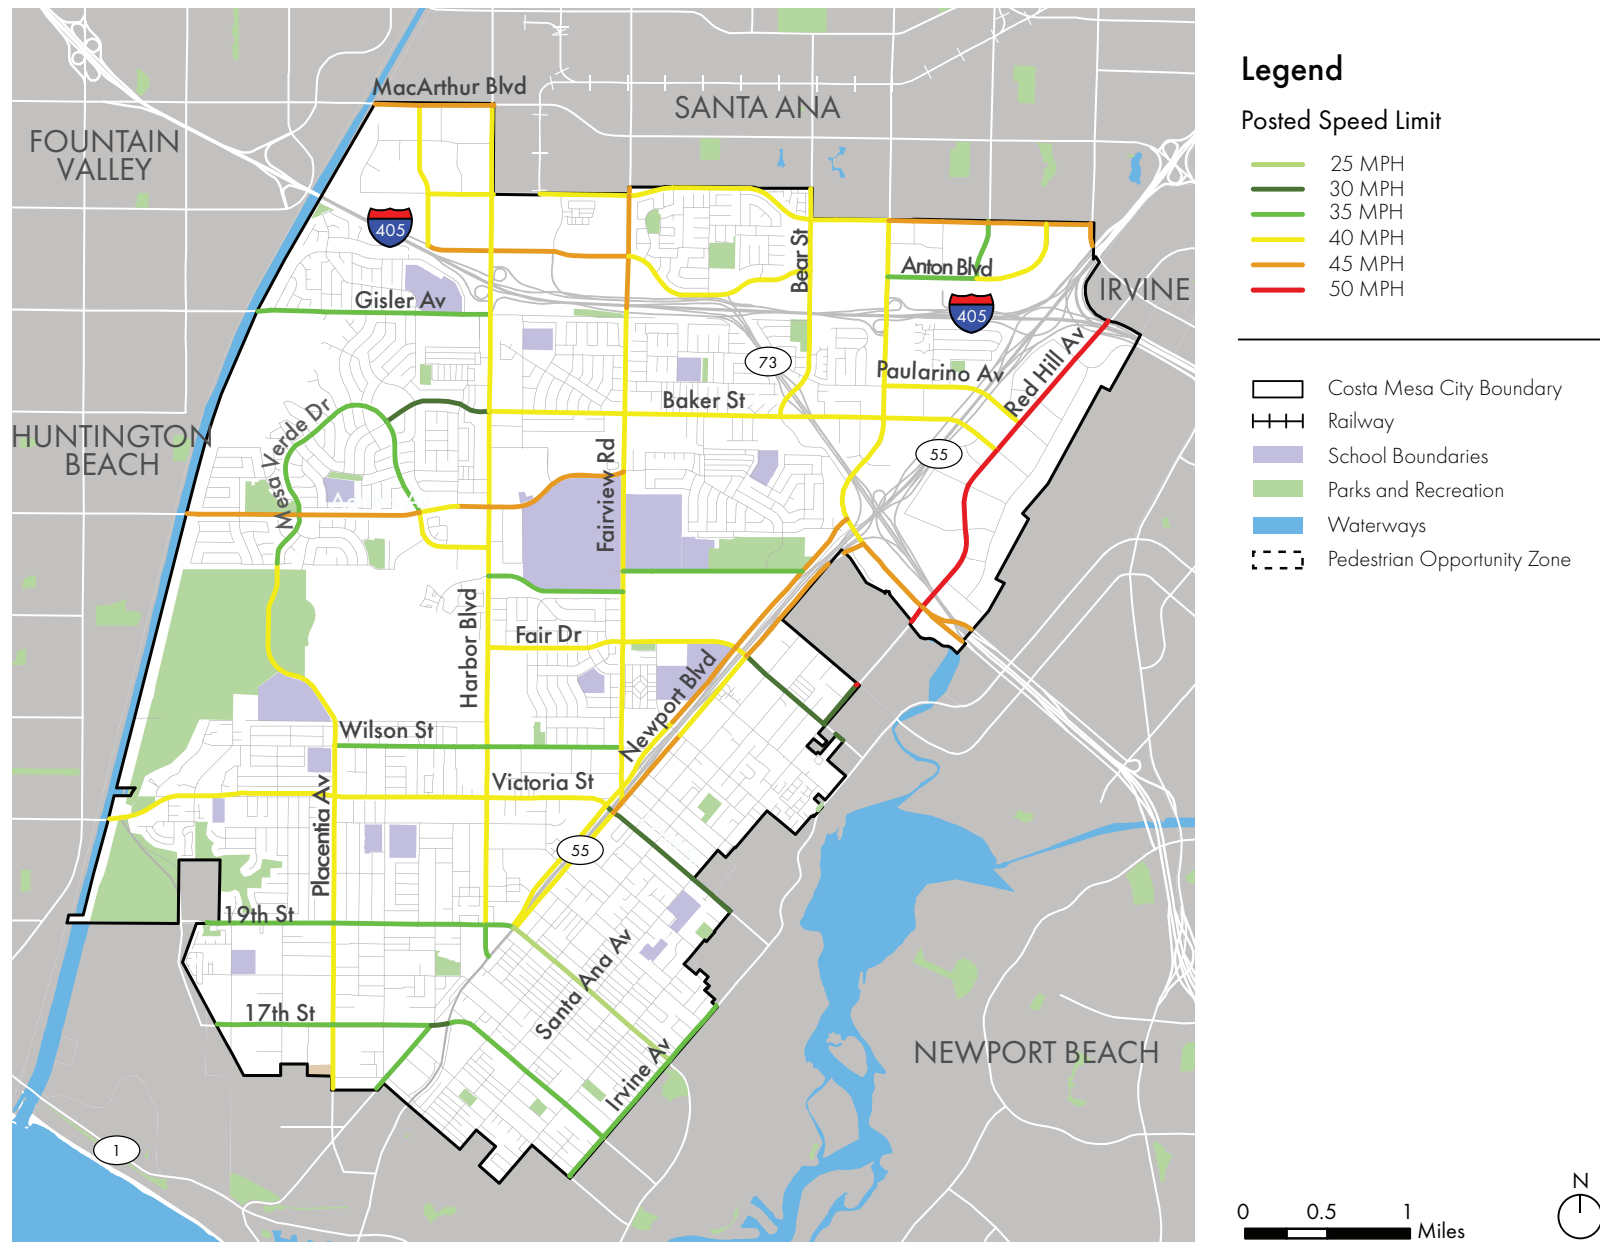 MacArthur Blvd
SANTA ANA
FOUNTAIN
VALLEY
405
Bear St
Anton Blvd
IRVINE
Gisler Av
405
73
Paularino Av
Red Hill Av
Baker St
Mesa Verde Dr
HUNTINGTON
BEACH
55
Fairview Rd
Harbor Blvd
Fair Dr
Newport Blvd
Wilson St
Victoria St
Placentia Av
55
19th St
Santa Ana Av
17th St
Irvine Av
NEWPORT BEACH
1
Legend
Posted Speed Limit
25 MPH
30 MPH
35 MPH
40 MPH
45 MPH
50 MPH
Costa Mesa City Boundary
Railway
School Boundaries
Parks and Recreation
Waterways
Pedestrian Opportunity Zone
N
0 0.5 1
Miles